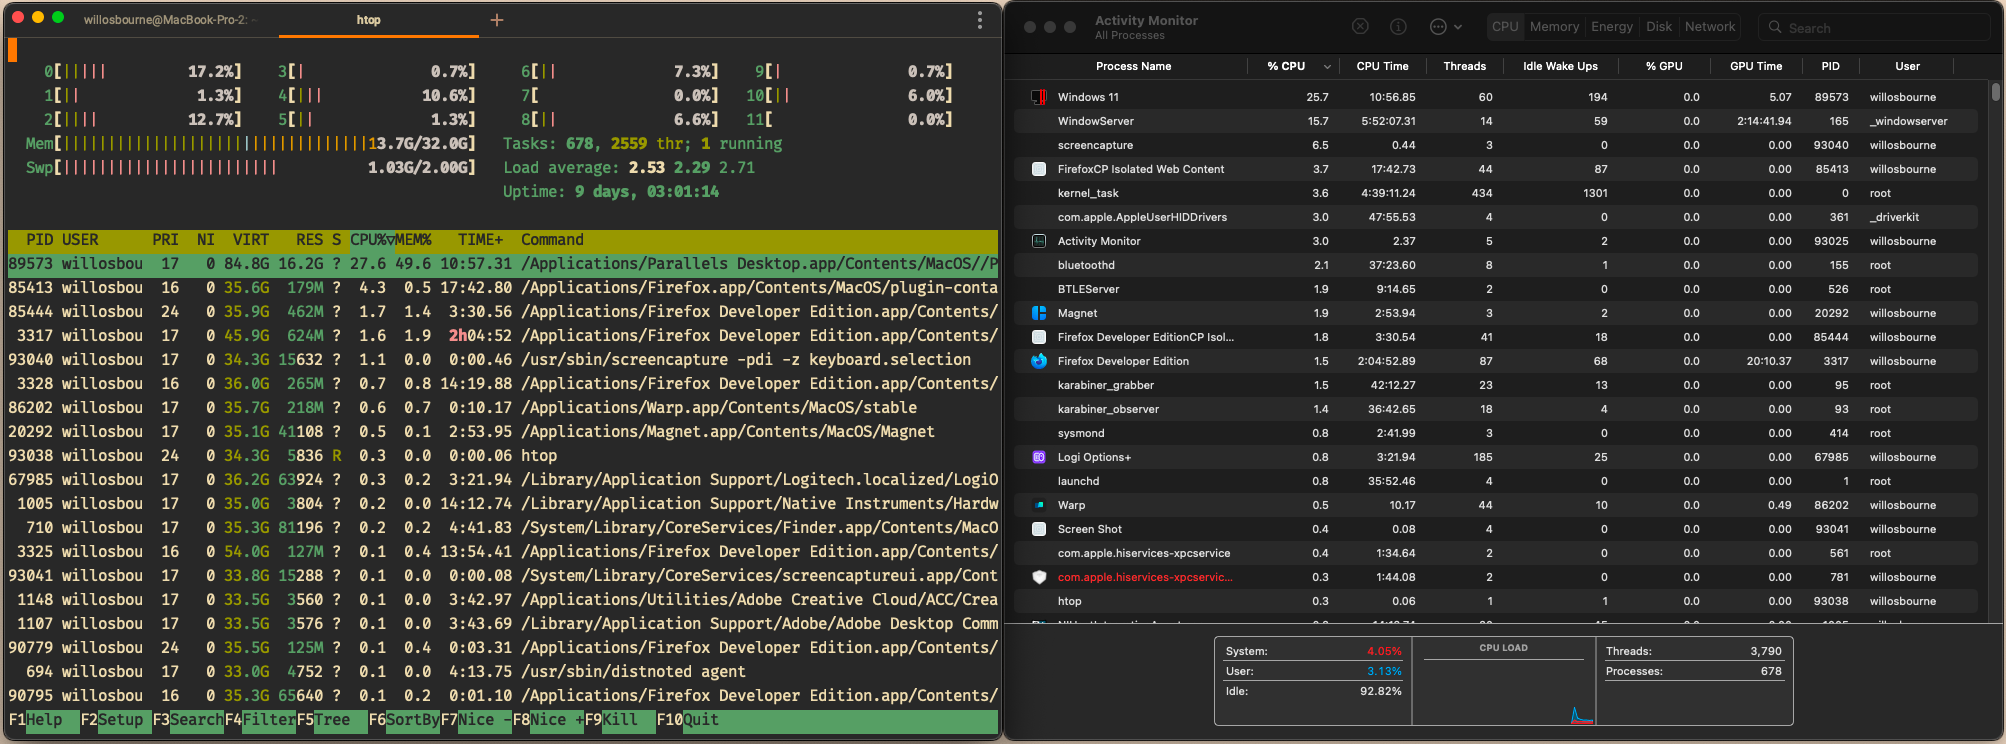 willosbourne@MacBook-Pro-2: ~
htop
0[||||| 17.2%] 3[| 0.7%] 6[|| 7.3%] 9[| 0.7%]
1[|| 1.3%] 4[||| 10.6%] 7[ 0.0%] 10[|| 6.0%]
2[|||| 12.7%] 5[|| 1.3%] 8[|| 6.6%] 11[ 0.0%]
Mem[||||||||||||||||||||||||||||||||||13.7G/32.0G] Tasks: 678, 2559 thr; 1 running
Swp[|||||||||||||||||||||||| 1.03G/2.00G] Load average: 2.53 2.29 2.71
Uptime: 9 days, 03:01:14
PID USER PRI NI VIRT RES S CPU%▽MEM% TIME+ Command
89573 willosbou 17 0 84.8G 16.2G ? 27.6 49.6 10:57.31 /Applications/Parallels Desktop.app/Contents/MacOS//P
85413 willosbou 16 0 35.6G 179M ? 4.3 0.5 17:42.80 /Applications/Firefox.app/Contents/MacOS/plugin-conta
85444 willosbou 24 0 35.9G 462M ? 1.7 1.4 3:30.56 /Applications/Firefox Developer Edition.app/Contents/
3317 willosbou 17 0 45.9G 624M ? 1.6 1.9 2h04:52 /Applications/Firefox Developer Edition.app/Contents/
93040 willosbou 17 0 34.3G 15632 ? 1.1 0.0 0:00.46 /usr/sbin/screencapture -pdi -z keyboard.selection
3328 willosbou 16 0 36.0G 265M ? 0.7 0.8 14:19.88 /Applications/Firefox Developer Edition.app/Contents/
86202 willosbou 17 0 35.7G 218M ? 0.6 0.7 0:10.17 /Applications/Warp.app/Contents/MacOS/stable
20292 willosbou 17 0 35.1G 41108 ? 0.5 0.1 2:53.95 /Applications/Magnet.app/Contents/MacOS/Magnet
93038 willosbou 24 0 34.3G 5836 R 0.3 0.0 0:00.06 htop
67985 willosbou 17 0 36.2G 63924 ? 0.3 0.2 3:21.94 /Library/Application Support/Logitech.localized/LogiO
1005 willosbou 17 0 35.0G 3804 ? 0.2 0.0 14:12.74 /Library/Application Support/Native Instruments/Hardw
710 willosbou 17 0 35.3G 81196 ? 0.2 0.2 4:41.83 /System/Library/CoreServices/Finder.app/Contents/MacO
3325 willosbou 16 0 54.0G 127M ? 0.1 0.4 13:54.41 /Applications/Firefox Developer Edition.app/Contents/
93041 willosbou 17 0 33.8G 15288 ? 0.1 0.0 0:00.08 /System/Library/CoreServices/screencaptureui.app/Cont
1148 willosbou 17 0 33.5G 3560 ? 0.1 0.0 3:42.97 /Applications/Utilities/Adobe Creative Cloud/ACC/Crea
1107 willosbou 17 0 33.5G 3576 ? 0.1 0.0 3:43.69 /Library/Application Support/Adobe/Adobe Desktop Comm
90779 willosbou 24 0 35.5G 125M ? 0.1 0.4 0:03.31 /Applications/Firefox Developer Edition.app/Contents/
694 willosbou 17 0 33.0G 4752 ? 0.1 0.0 4:13.75 /usr/sbin/distnoted agent
90795 willosbou 16 0 35.3G 65640 ? 0.1 0.2 0:01.10 /Applications/Firefox Developer Edition.app/Contents/
F1Help F2Setup F3SearchF4FilterF5Tree F6SortByF7Nice -F8Nice +F9Kill F10Quit
Activity Monitor
All Processes
CPU Memory Energy Disk Network Search
Process Name % CPU CPU Time Threads Idle Wake Ups % GPU GPU Time PID User
Windows 11 25.7 10:56.85 60 194 0.0 5.07 89573 willosbourne
WindowServer 15.7 5:52:07.31 14 59 0.0 2:14:41.94 165 _windowserver
screencapture 6.5 0.44 3 0 0.0 0.00 93040 willosbourne
FirefoxCP Isolated Web Content 3.7 17:42.73 44 87 0.0 0.00 85413 willosbourne
kernel_task 3.6 4:39:11.24 434 1301 0.0 0.00 0 root
com.apple.AppleUserHIDDrivers 3.0 47:55.53 4 0 0.0 0.00 361 _driverkit
Activity Monitor 3.0 2.37 5 2 0.0 0.00 93025 willosbourne
bluetoothd 2.1 37:23.60 8 1 0.0 0.00 155 root
BTLEServer 1.9 9:14.65 2 0 0.0 0.00 526 root
Magnet 1.9 2:53.94 3 2 0.0 0.00 20292 willosbourne
Firefox Developer EditionCP Isol... 1.8 3:30.54 41 18 0.0 0.00 85444 willosbourne
Firefox Developer Edition 1.5 2:04:52.89 87 68 0.0 20:10.37 3317 willosbourne
karabiner_grabber 1.5 42:12.27 23 13 0.0 0.00 95 root
karabiner_observer 1.4 36:42.65 18 4 0.0 0.00 93 root
sysmond 0.8 2:41.99 3 0 0.0 0.00 414 root
Logi Options+ 0.8 3:21.94 185 25 0.0 0.00 67985 willosbourne
launchd 0.8 35:52.46 4 0 0.0 0.00 1 root
Warp 0.5 10.17 44 10 0.0 0.49 86202 willosbourne
Screen Shot 0.4 0.08 4 0 0.0 0.00 93041 willosbourne
com.apple.hiservices-xpcservice 0.4 1:34.64 2 0 0.0 0.00 561 root
com.apple.hiservices-xpcservic... 0.3 1:44.08 2 0 0.0 0.00 781 willosbourne
htop 0.3 0.06 1 1 0.0 0.00 93038 willosbourne
System: 4.05% CPU LOAD Threads: 3,790
User: 3.13% Processes: 678
Idle: 92.82%